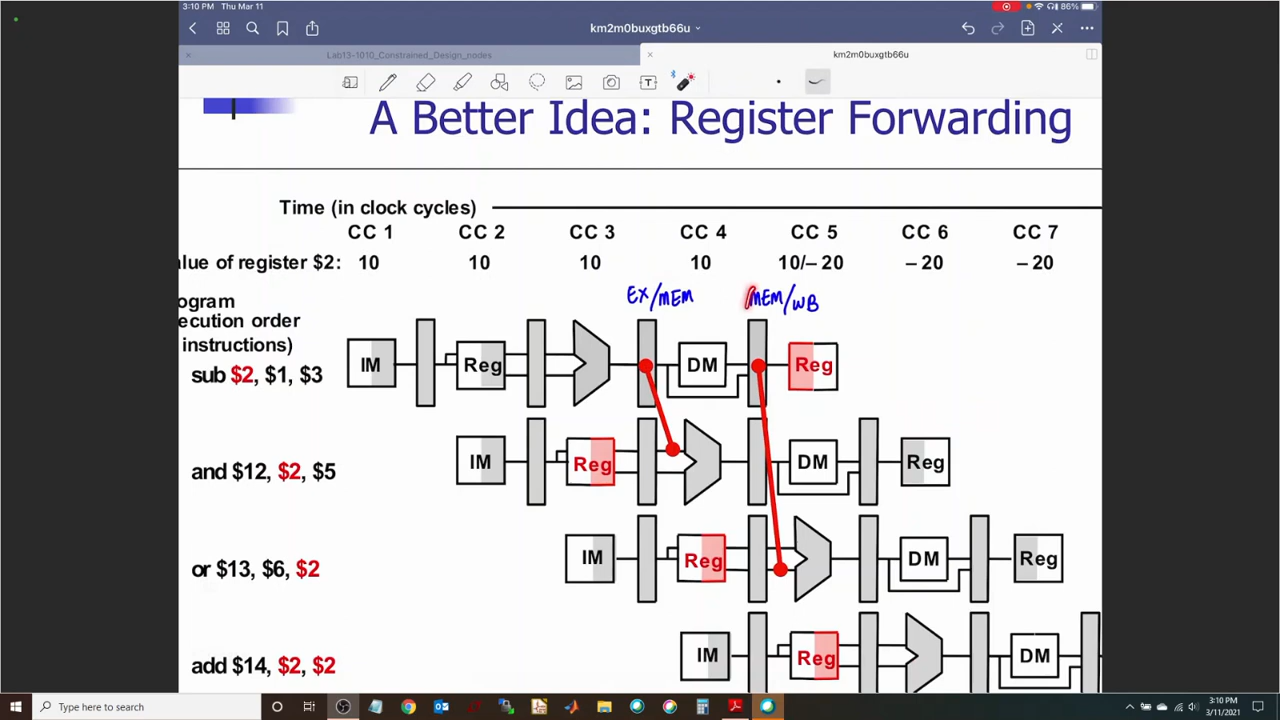 3:10 PM Thu Mar 11
86%
km2m0buxgtb66u
Lab13-1010_Constrained_Design_nodes
km2m0buxgtb66u
A Better Idea: Register Forwarding
Time (in clock cycles)
CC 1 CC 2 CC 3 CC 4 CC 5 CC 6 CC 7
alue of register $2: 10 10 10 10 10/– 20 – 20 – 20
EX/MEM MEM/WB
ogram
ecution order
instructions)
sub $2, $1, $3
IM Reg DM Reg
and $12, $2, $5
IM Reg DM Reg
or $13, $6, $2
IM Reg DM Reg
add $14, $2, $2
IM Reg DM
Type here to search
3:10 PM
3/11/2021